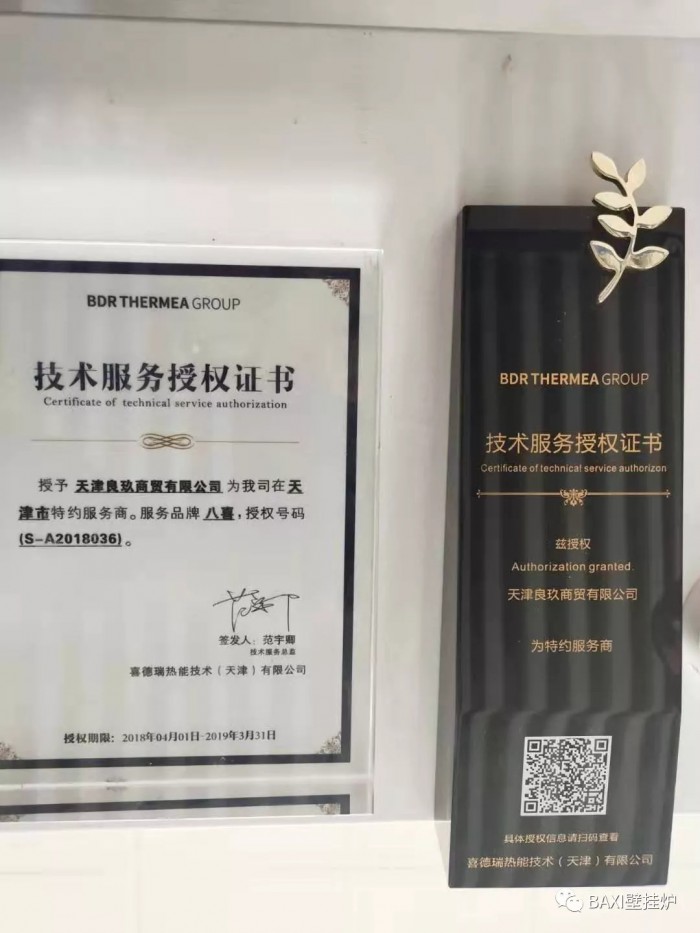 BDR THERMEA GROUP
技术服务授权证书
Certificate of technical service authorization
授予 天津良玖商贸有限公司 为我司在天
津市特约服务商。服务品牌 八喜，授权号码
(S-A2018036)。
签发人：范宇卿
技术服务总监
喜德瑞热能技术（天津）有限公司
授权期限：2018年04月01日-2019年3月31日
BDR THERMEA GROUP
技术服务授权证书
Certificate of technical service authorizon
兹授权
Authorization granted.
天津良玖商贸有限公司
为特约服务商
具体授权信息请扫码查看
喜德瑞热能技术（天津）有限公司
BAXI壁挂炉